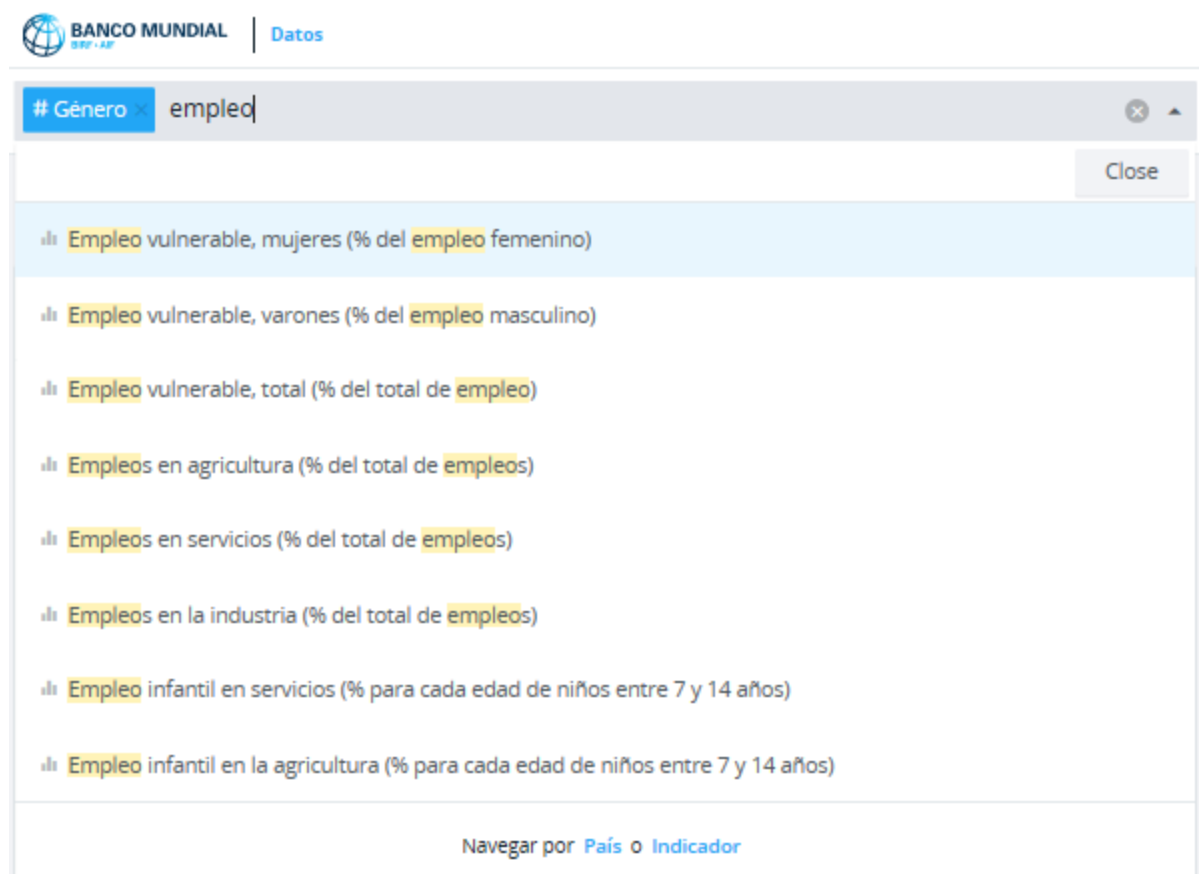 BANCO MUNDIAL
BIRF • AIF
Datos
# Género × empleo
Close
Empleo vulnerable, mujeres (% del empleo femenino)
Empleo vulnerable, varones (% del empleo masculino)
Empleo vulnerable, total (% del total de empleo)
Empleos en agricultura (% del total de empleos)
Empleos en servicios (% del total de empleos)
Empleos en la industria (% del total de empleos)
Empleo infantil en servicios (% para cada edad de niños entre 7 y 14 años)
Empleo infantil en la agricultura (% para cada edad de niños entre 7 y 14 años)
Navegar por País o Indicador